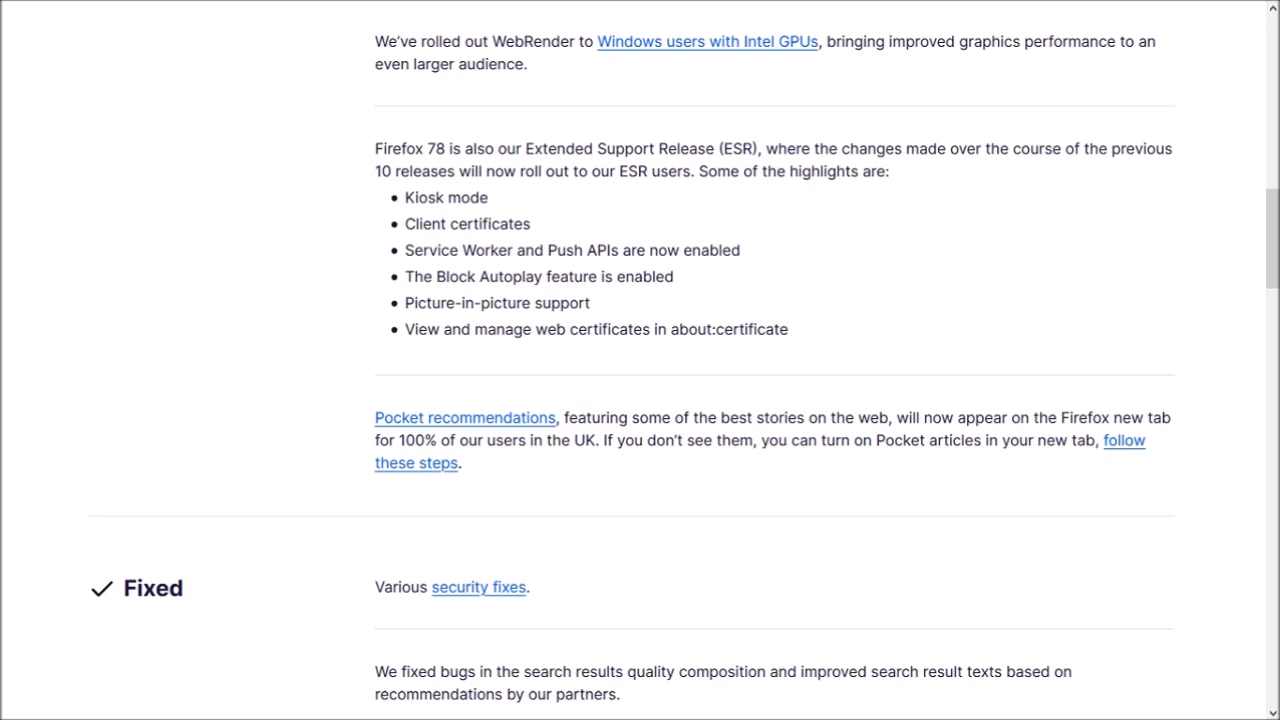 We've rolled out WebRender to Windows users with Intel GPUs, bringing improved graphics performance to an
even larger audience.
Firefox 78 is also our Extended Support Release (ESR), where the changes made over the course of the previous
10 releases will now roll out to our ESR users. Some of the highlights are:
• Kiosk mode
• Client certificates
• Service Worker and Push APIs are now enabled
• The Block Autoplay feature is enabled
• Picture-in-picture support
• View and manage web certificates in about:certificate
Pocket recommendations, featuring some of the best stories on the web, will now appear on the Firefox new tab
for 100% of our users in the UK. If you don't see them, you can turn on Pocket articles in your new tab, follow
these steps.
Fixed
Various security fixes.
We fixed bugs in the search results quality composition and improved search result texts based on
recommendations by our partners.